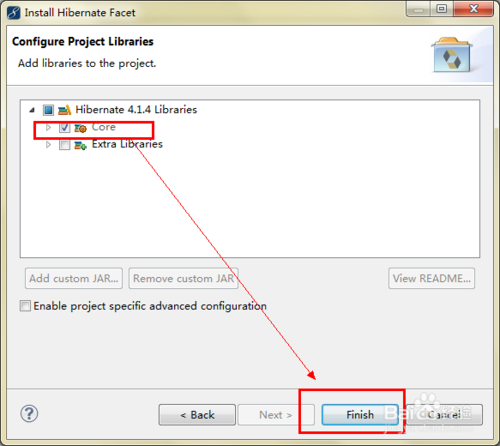 Install Hibernate Facet
Configure Project Libraries
Add libraries to the project.
Hibernate 4.1.4 Libraries
Core
Extra Libraries
Add custom JAR...
Remove custom JAR
View README...
Enable project specific advanced configuration
?
< Back
Next >
Finish
Cancel